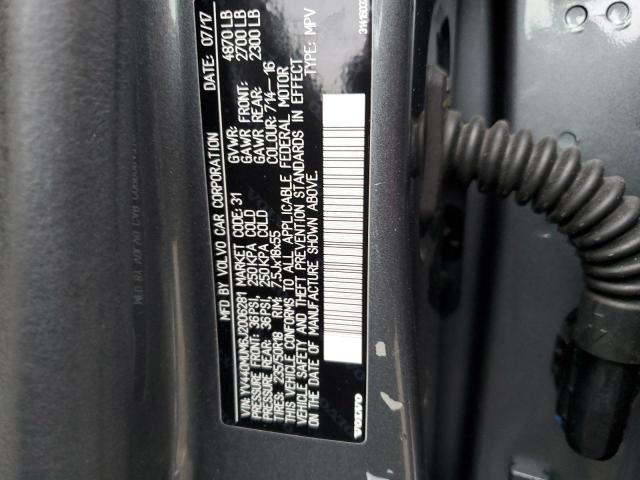 MFD BY VOLVO CAR CORPORATION DATE: 07/17
VIN: YV440MUM6J2006281 GVWR: 4870 LB
MARKET CODE: 31 GAWR FRONT: 2700 LB
PRESSURE FRONT: 36 PSI, 250 KPA COLD GAWR REAR: 2300 LB
PRESSURE REAR: 36 PSI, 250 KPA COLD COLOUR: 714--16
TIRES: 235/50R18 RIM: 7.5Jx18x55 TYPE: MPV
THIS VEHICLE CONFORMS TO ALL APPLICABLE FEDERAL MOTOR
VEHICLE SAFETY AND THEFT PREVENTION STANDARDS IN EFFECT
ON THE DATE OF MANUFACTURE SHOWN ABOVE.
VOLVO